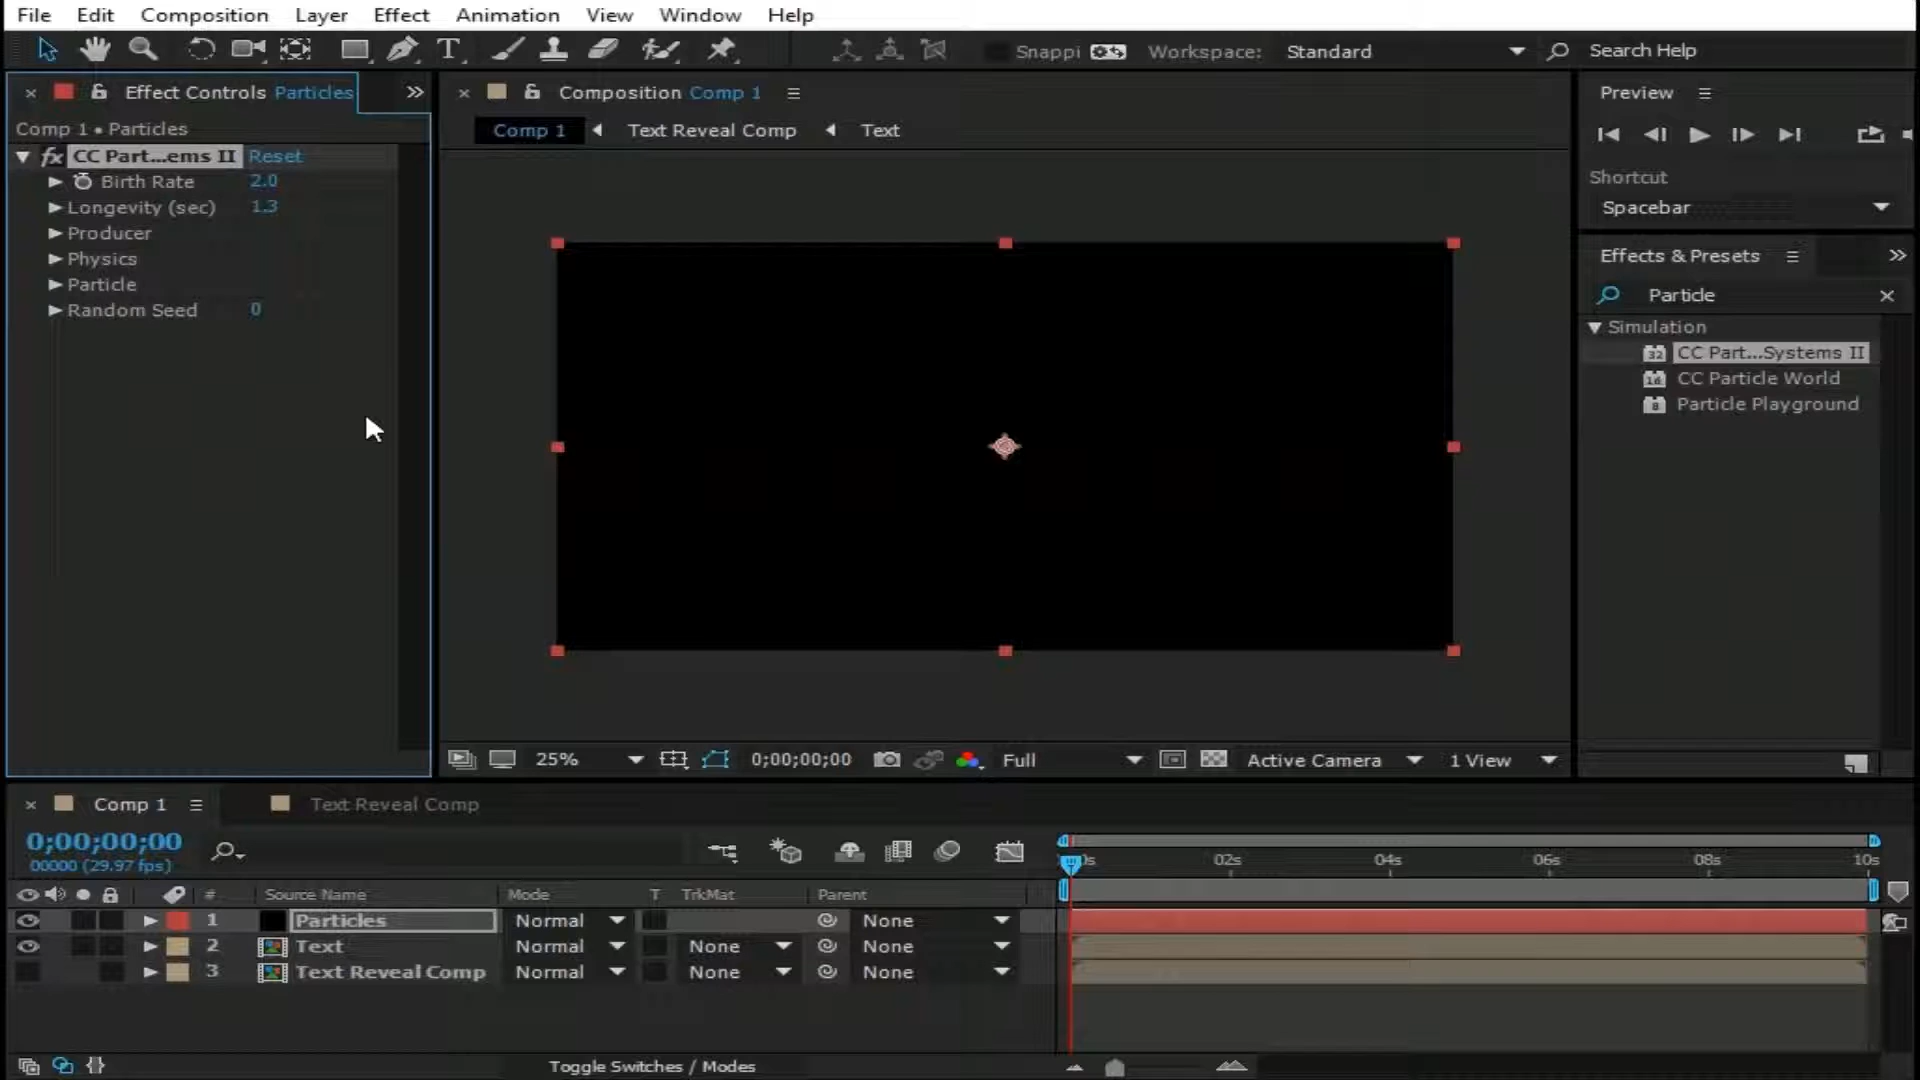 File Edit Composition Layer Effect Animation View Window Help
Snappi Workspace: Standard Search Help
Effect Controls Particles
Comp 1 • Particles
fx CC Part...ems II Reset
Birth Rate 2.0
Longevity (sec) 1.3
Producer
Physics
Particle
Random Seed 0
Composition Comp 1
Comp 1 Text Reveal Comp Text
25% 0;00;00;00 Full Active Camera 1 View
Preview
Shortcut
Spacebar
Effects & Presets
Particle
Simulation
32 CC Part...Systems II
16 CC Particle World
8 Particle Playground
Comp 1 Text Reveal Comp
0;00;00;00
00000 (29.97 fps)
02s 04s 06s 08s 10s
# Source Name Mode T TrkMat Parent
1 Particles Normal None
2 Text Normal None None
3 Text Reveal Comp Normal None None
Toggle Switches / Modes